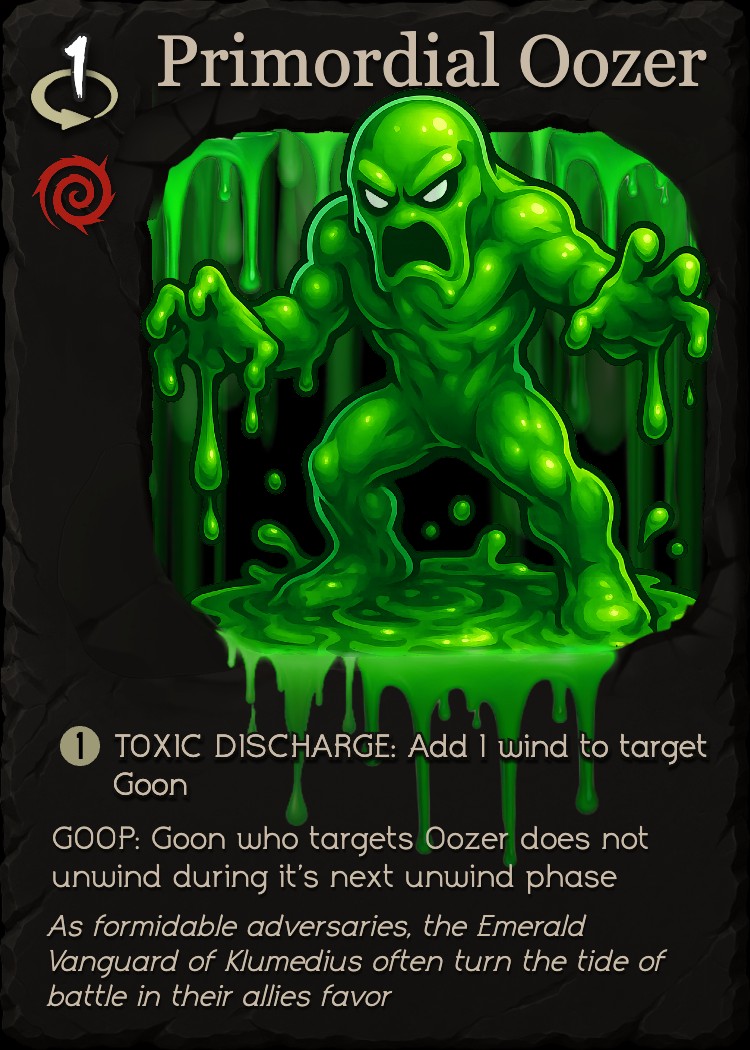 1
Primordial Oozer
1 TOXIC DISCHARGE: Add 1 wind to target
Goon
GOOP: Goon who targets Oozer does not
unwind during it's next unwind phase
As formidable adversaries, the Emerald
Vanguard of Klumedius often turn the tide of
battle in their allies favor